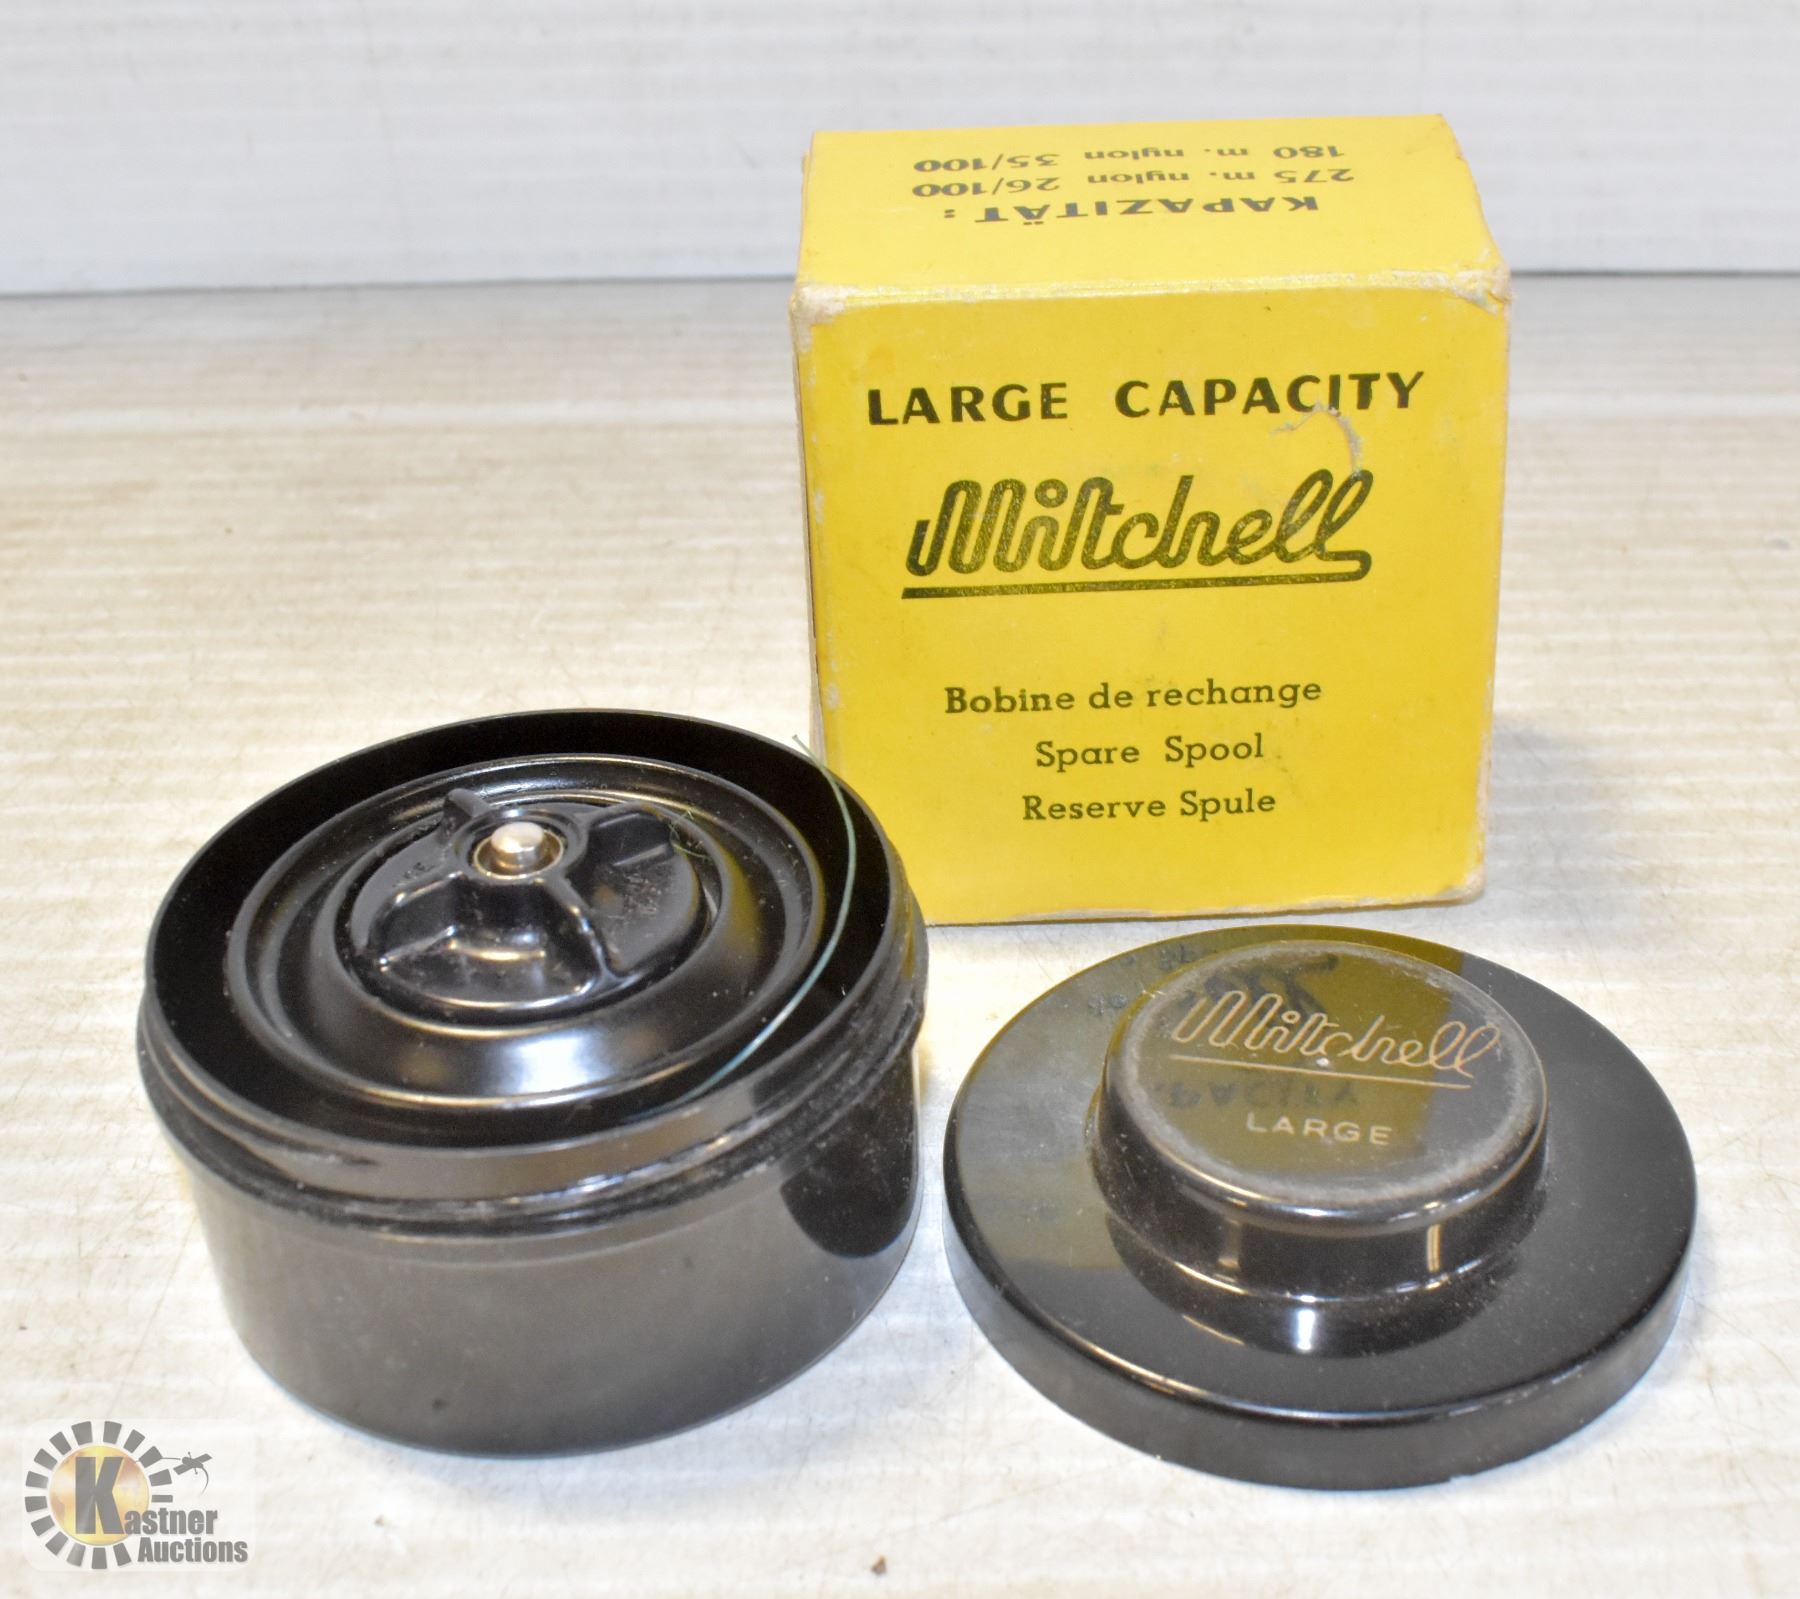 KAPAZITÄT:
275 m. nylon 26/100
180 m. nylon 35/100
LARGE CAPACITY
Mitchell
Bobine de rechange
Spare Spool
Reserve Spule
Mitchell
LARGE
Kastner
Auctions